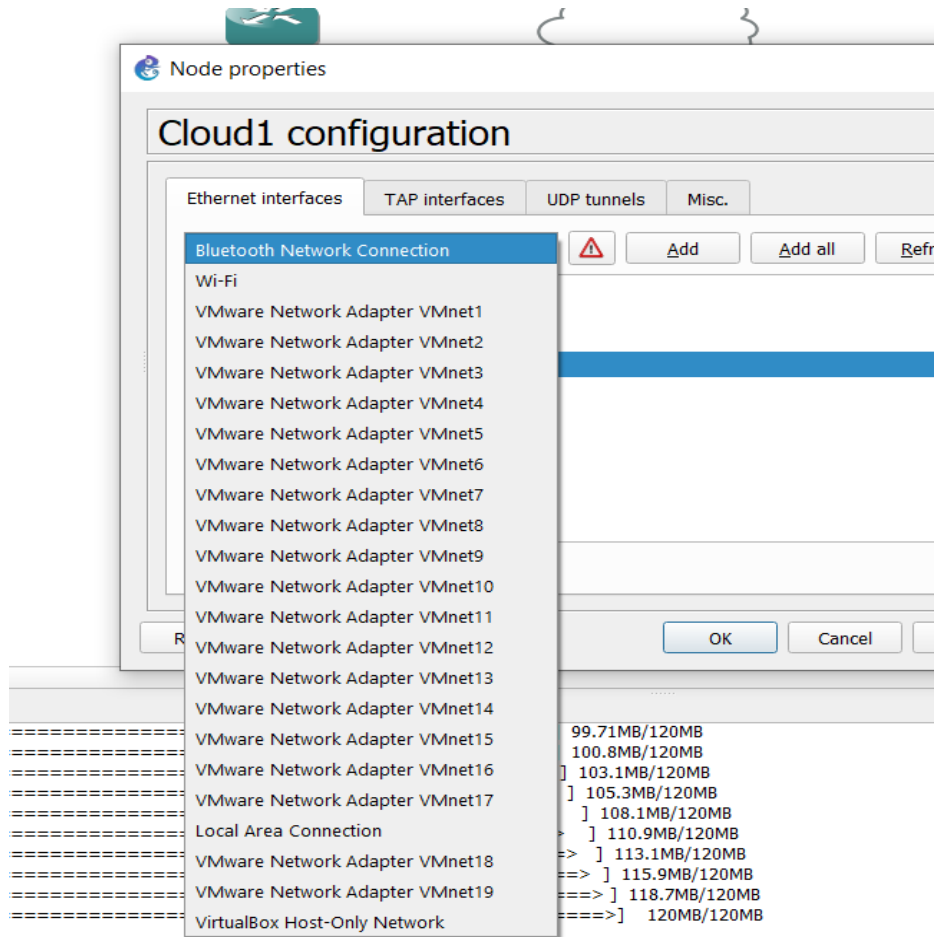 Node properties
Cloud1 configuration
Ethernet interfaces TAP interfaces UDP tunnels Misc.
Bluetooth Network Connection Add Add all Refr
Wi-Fi
VMware Network Adapter VMnet1
VMware Network Adapter VMnet2
VMware Network Adapter VMnet3
VMware Network Adapter VMnet4
VMware Network Adapter VMnet5
VMware Network Adapter VMnet6
VMware Network Adapter VMnet7
VMware Network Adapter VMnet8
VMware Network Adapter VMnet9
VMware Network Adapter VMnet10
VMware Network Adapter VMnet11
VMware Network Adapter VMnet12
VMware Network Adapter VMnet13
VMware Network Adapter VMnet14
VMware Network Adapter VMnet15
VMware Network Adapter VMnet16
VMware Network Adapter VMnet17
Local Area Connection
VMware Network Adapter VMnet18
VMware Network Adapter VMnet19
VirtualBox Host-Only Network
R OK Cancel
=============== 99.71MB/120MB
=============== 100.8MB/120MB
=============== ] 103.1MB/120MB
=============== ] 105.3MB/120MB
=============== ] 108.1MB/120MB
=============== > ] 110.9MB/120MB
=============== => ] 113.1MB/120MB
=============== ==> ] 115.9MB/120MB
=============== ===> ] 118.7MB/120MB
=============== ====>] 120MB/120MB